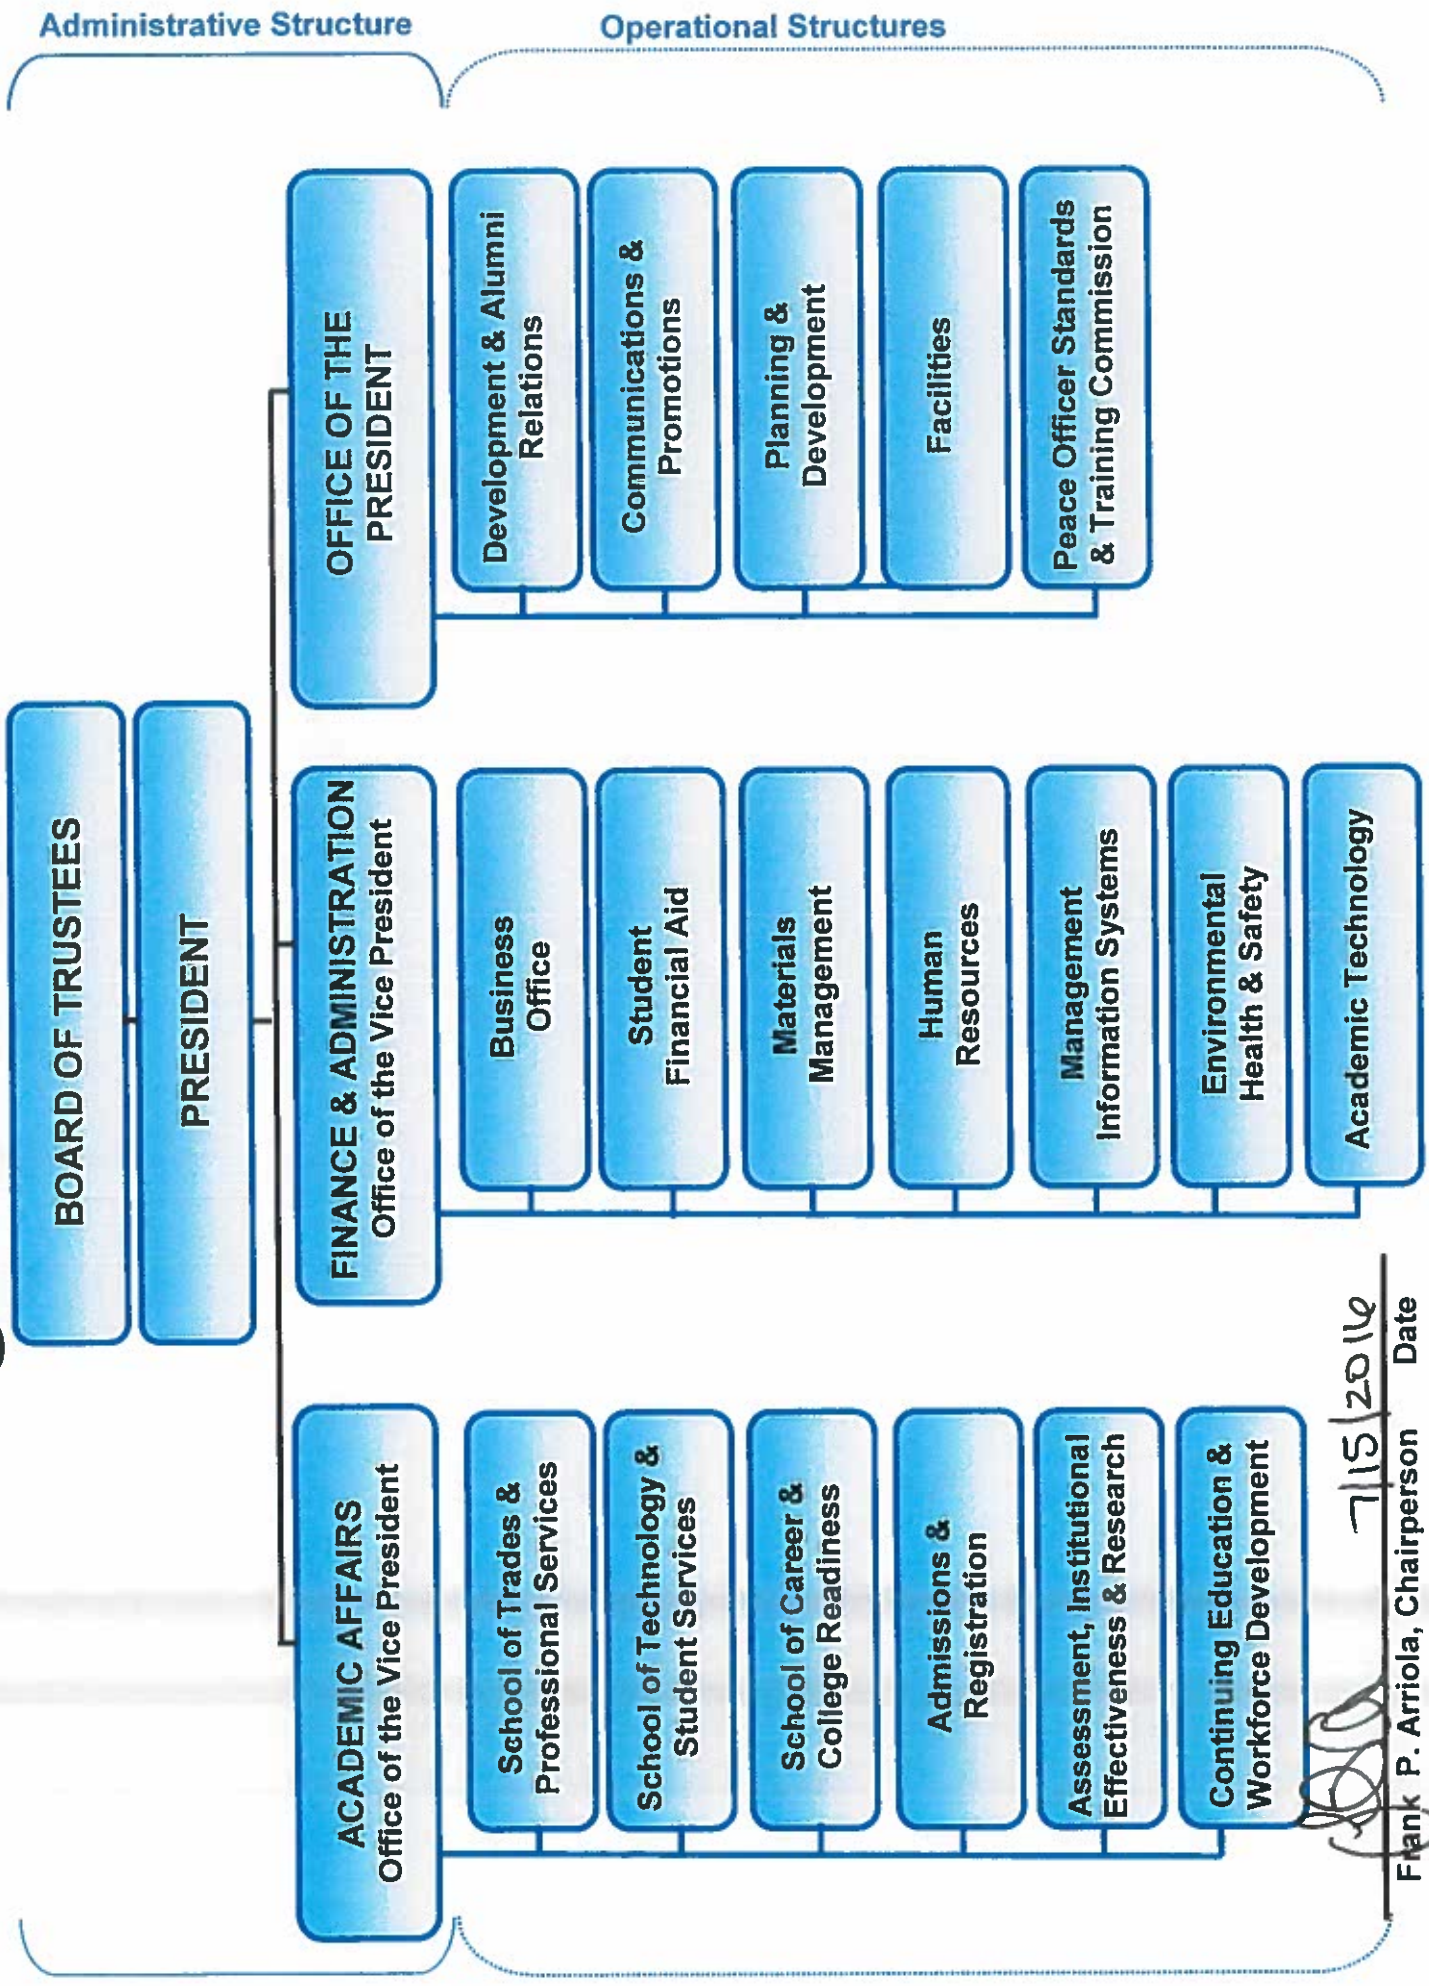 Administrative Structure
Operational Structures
BOARD OF TRUSTEES
PRESIDENT
ACADEMIC AFFAIRS
Office of the Vice President
School of Trades &
Professional Services
School of Technology &
Student Services
School of Career &
College Readiness
Admissions &
Registration
Assessment, Institutional
Effectiveness & Research
Continuing Education &
Workforce Development
FINANCE & ADMINISTRATION
Office of the Vice President
Business
Office
Student
Financial Aid
Materials
Management
Human
Resources
Management
Information Systems
Environmental
Health & Safety
Academic Technology
OFFICE OF THE
PRESIDENT
Development & Alumni
Relations
Communications &
Promotions
Planning &
Development
Facilities
Peace Officer Standards
& Training Commission
7/15/2016
Frank P. Arriola, Chairperson Date